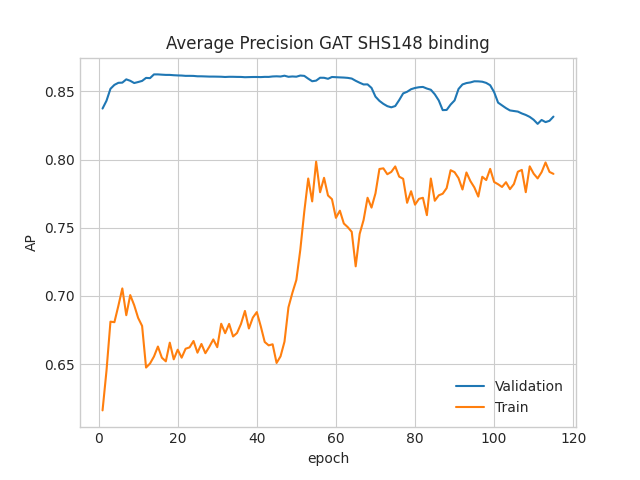 Average Precision GAT SHS148 binding
0.85
0.80
0.75
0.70
0.65
AP
Validation
Train
0 20 40 60 80 100 120
epoch